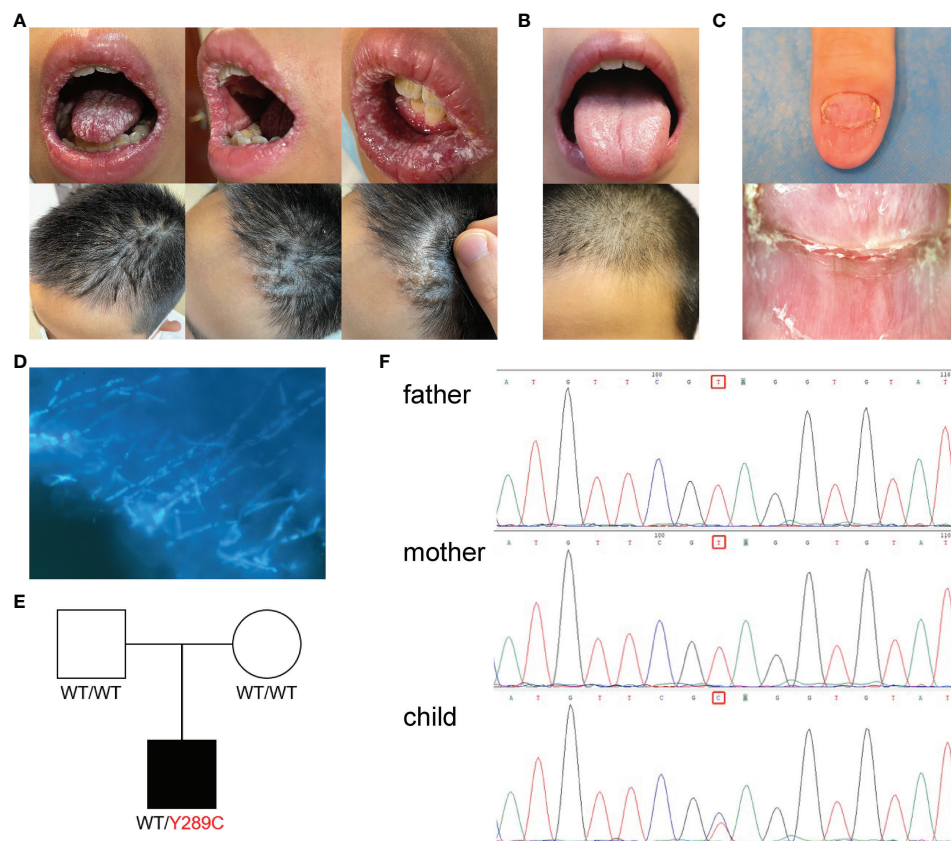 A
B
C
D
F
father
100 110
A T G T T C G T A G G T G T A T
mother
100 110
A T G T T C G T A G G T G T A T
child
A T G T T C G C A G G T G T A T
E
WT/WT WT/WT
WT/Y289C